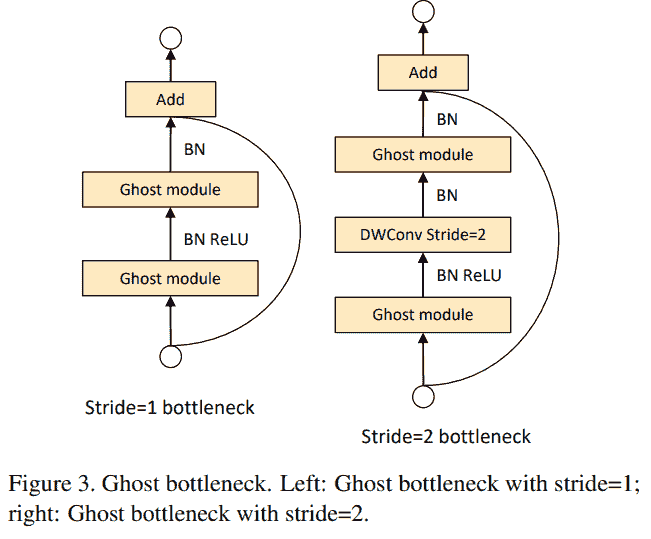 Add
BN
Ghost module
BN ReLU
Ghost module
Stride=1 bottleneck
Add
BN
Ghost module
BN
DWConv Stride=2
BN ReLU
Ghost module
Stride=2 bottleneck
Figure 3. Ghost bottleneck. Left: Ghost bottleneck with stride=1;
right: Ghost bottleneck with stride=2.